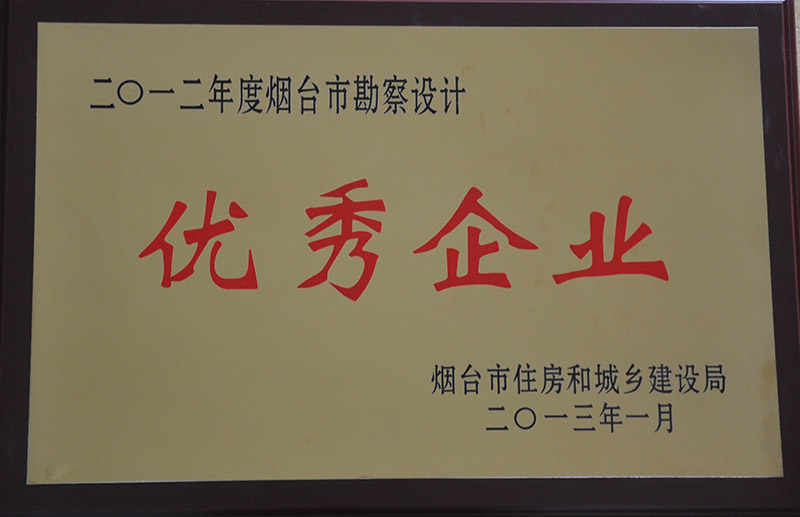 二〇一二年度烟台市勘察设计
优秀企业
烟台市住房和城乡建设局
二〇一三年一月